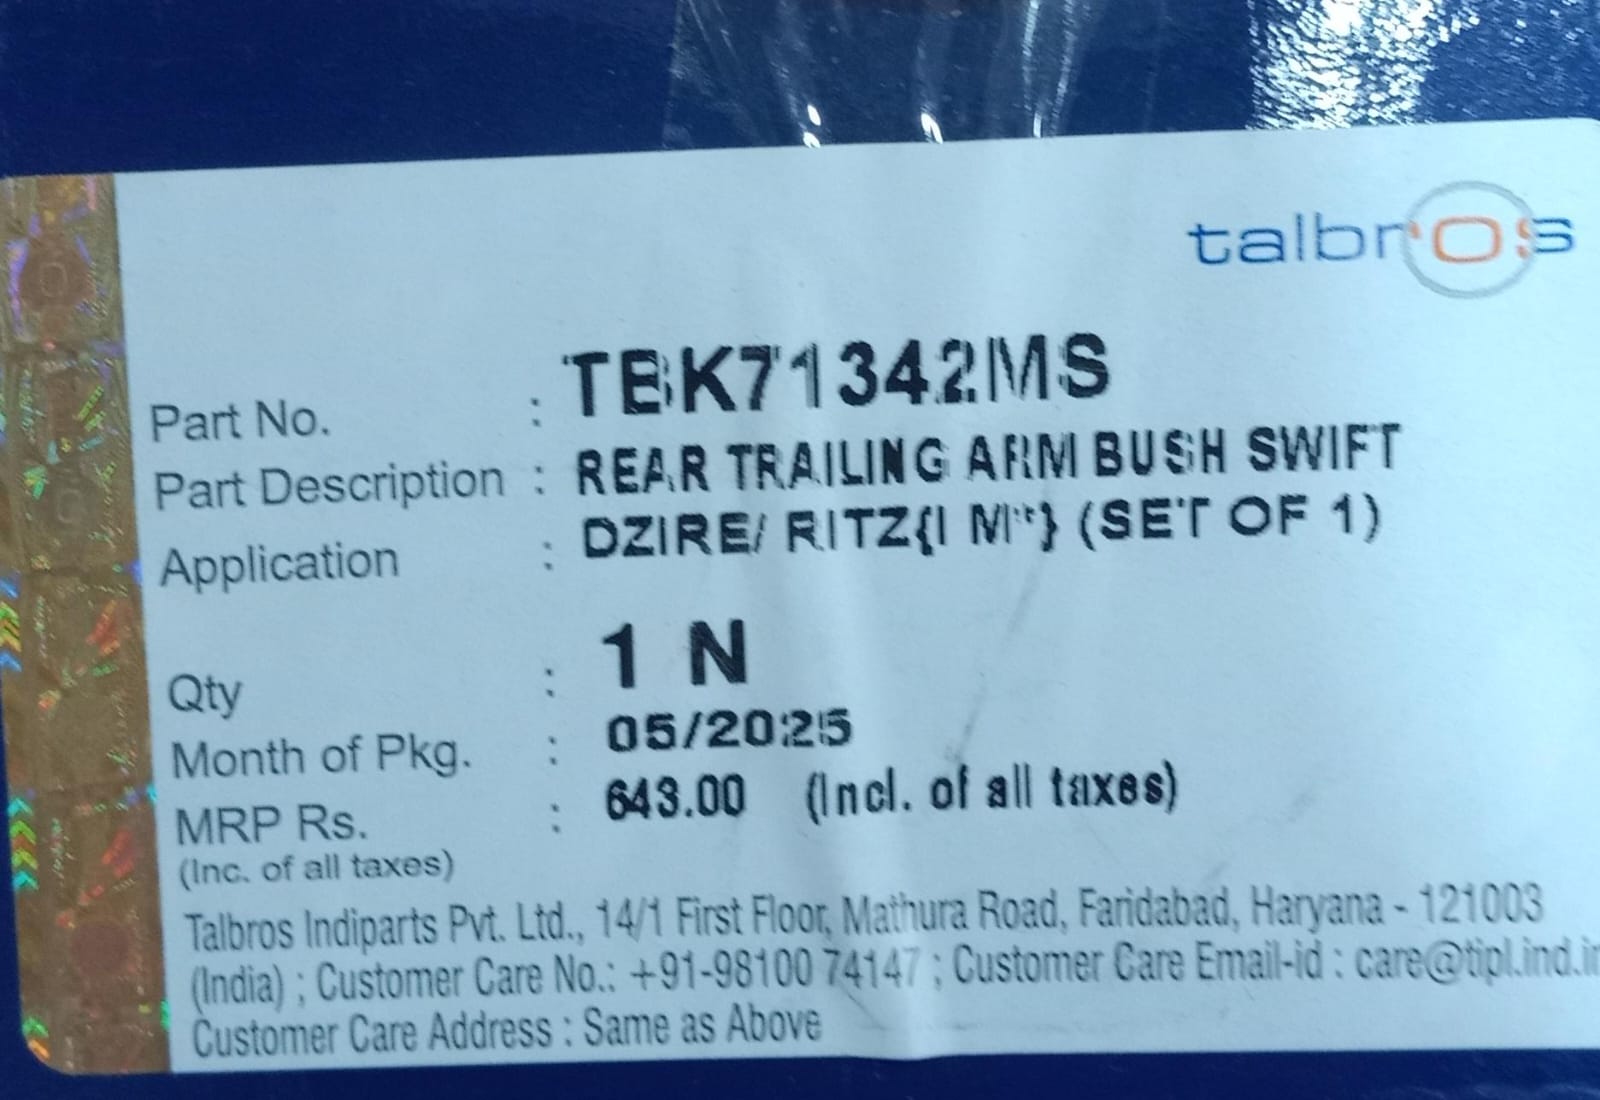 talbros
Part No. : TBK71342MS
Part Description : REAR TRAILING ARM BUSH SWIFT
Application : DZIRE/ RITZ{I M*} (SET OF 1)
Qty : 1 N
Month of Pkg. : 05/2025
MRP Rs. : 643.00 (Incl. of all taxes)
(Inc. of all taxes)
Talbros Indiparts Pvt. Ltd., 14/1 First Floor, Mathura Road, Faridabad, Haryana - 121003
(India) ; Customer Care No.: +91-98100 74147 ; Customer Care Email-id : care@tipl.ind.in
Customer Care Address : Same as Above